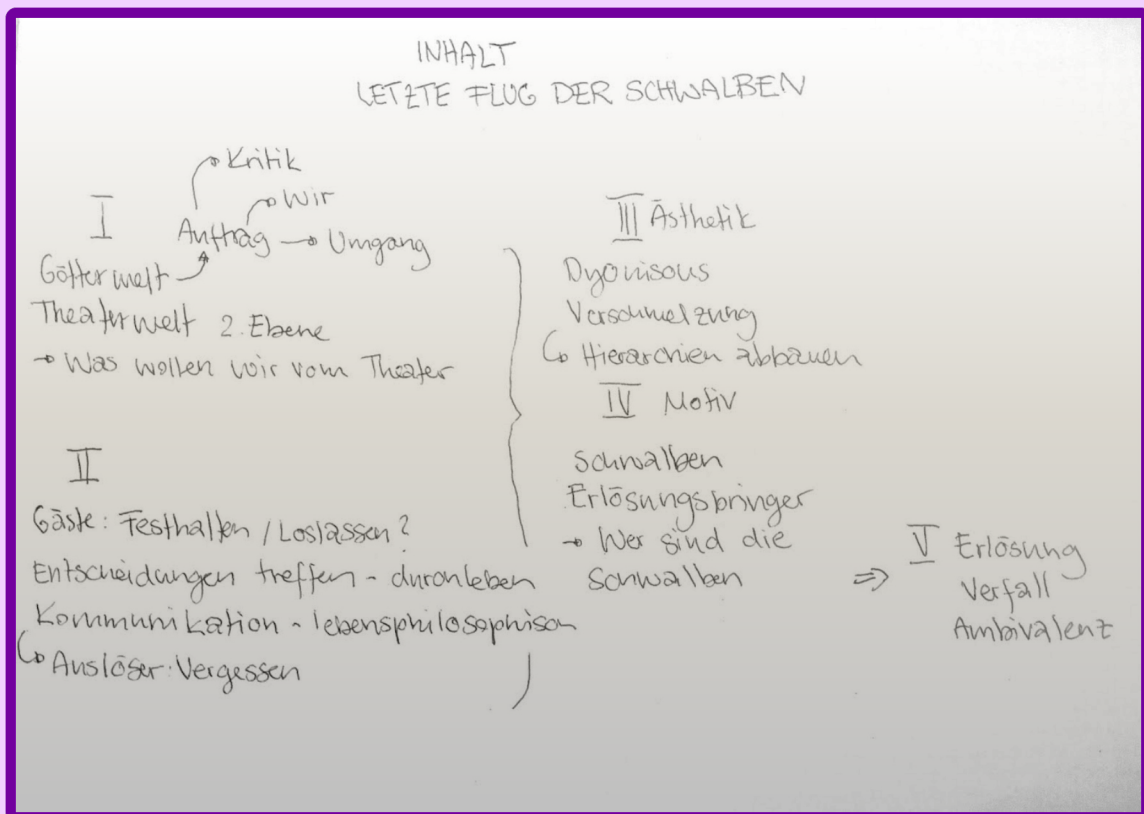 INHALT
LETZTE FLUG DER SCHWALBEN
Kritik
Wir
I
Auftrag → Umgang
Götterwelt
Theaterwelt 2. Ebene
→ Was wollen wir vom Theater
II
Gäste: Festhalten / Loslassen?
Entscheidungen treffen - durchleben
Kommunikation - lebensphilosophisch
↳ Auslöser: Vergessen
III Ästhetik
Dyonisous
Verschmelzung
↳ Hierarchien abbauen
IV Motiv
Schwalben
Erlösungsbringer
→ Wer sind die
Schwalben
⇒ V Erlösung
Verfall
Ambivalenz